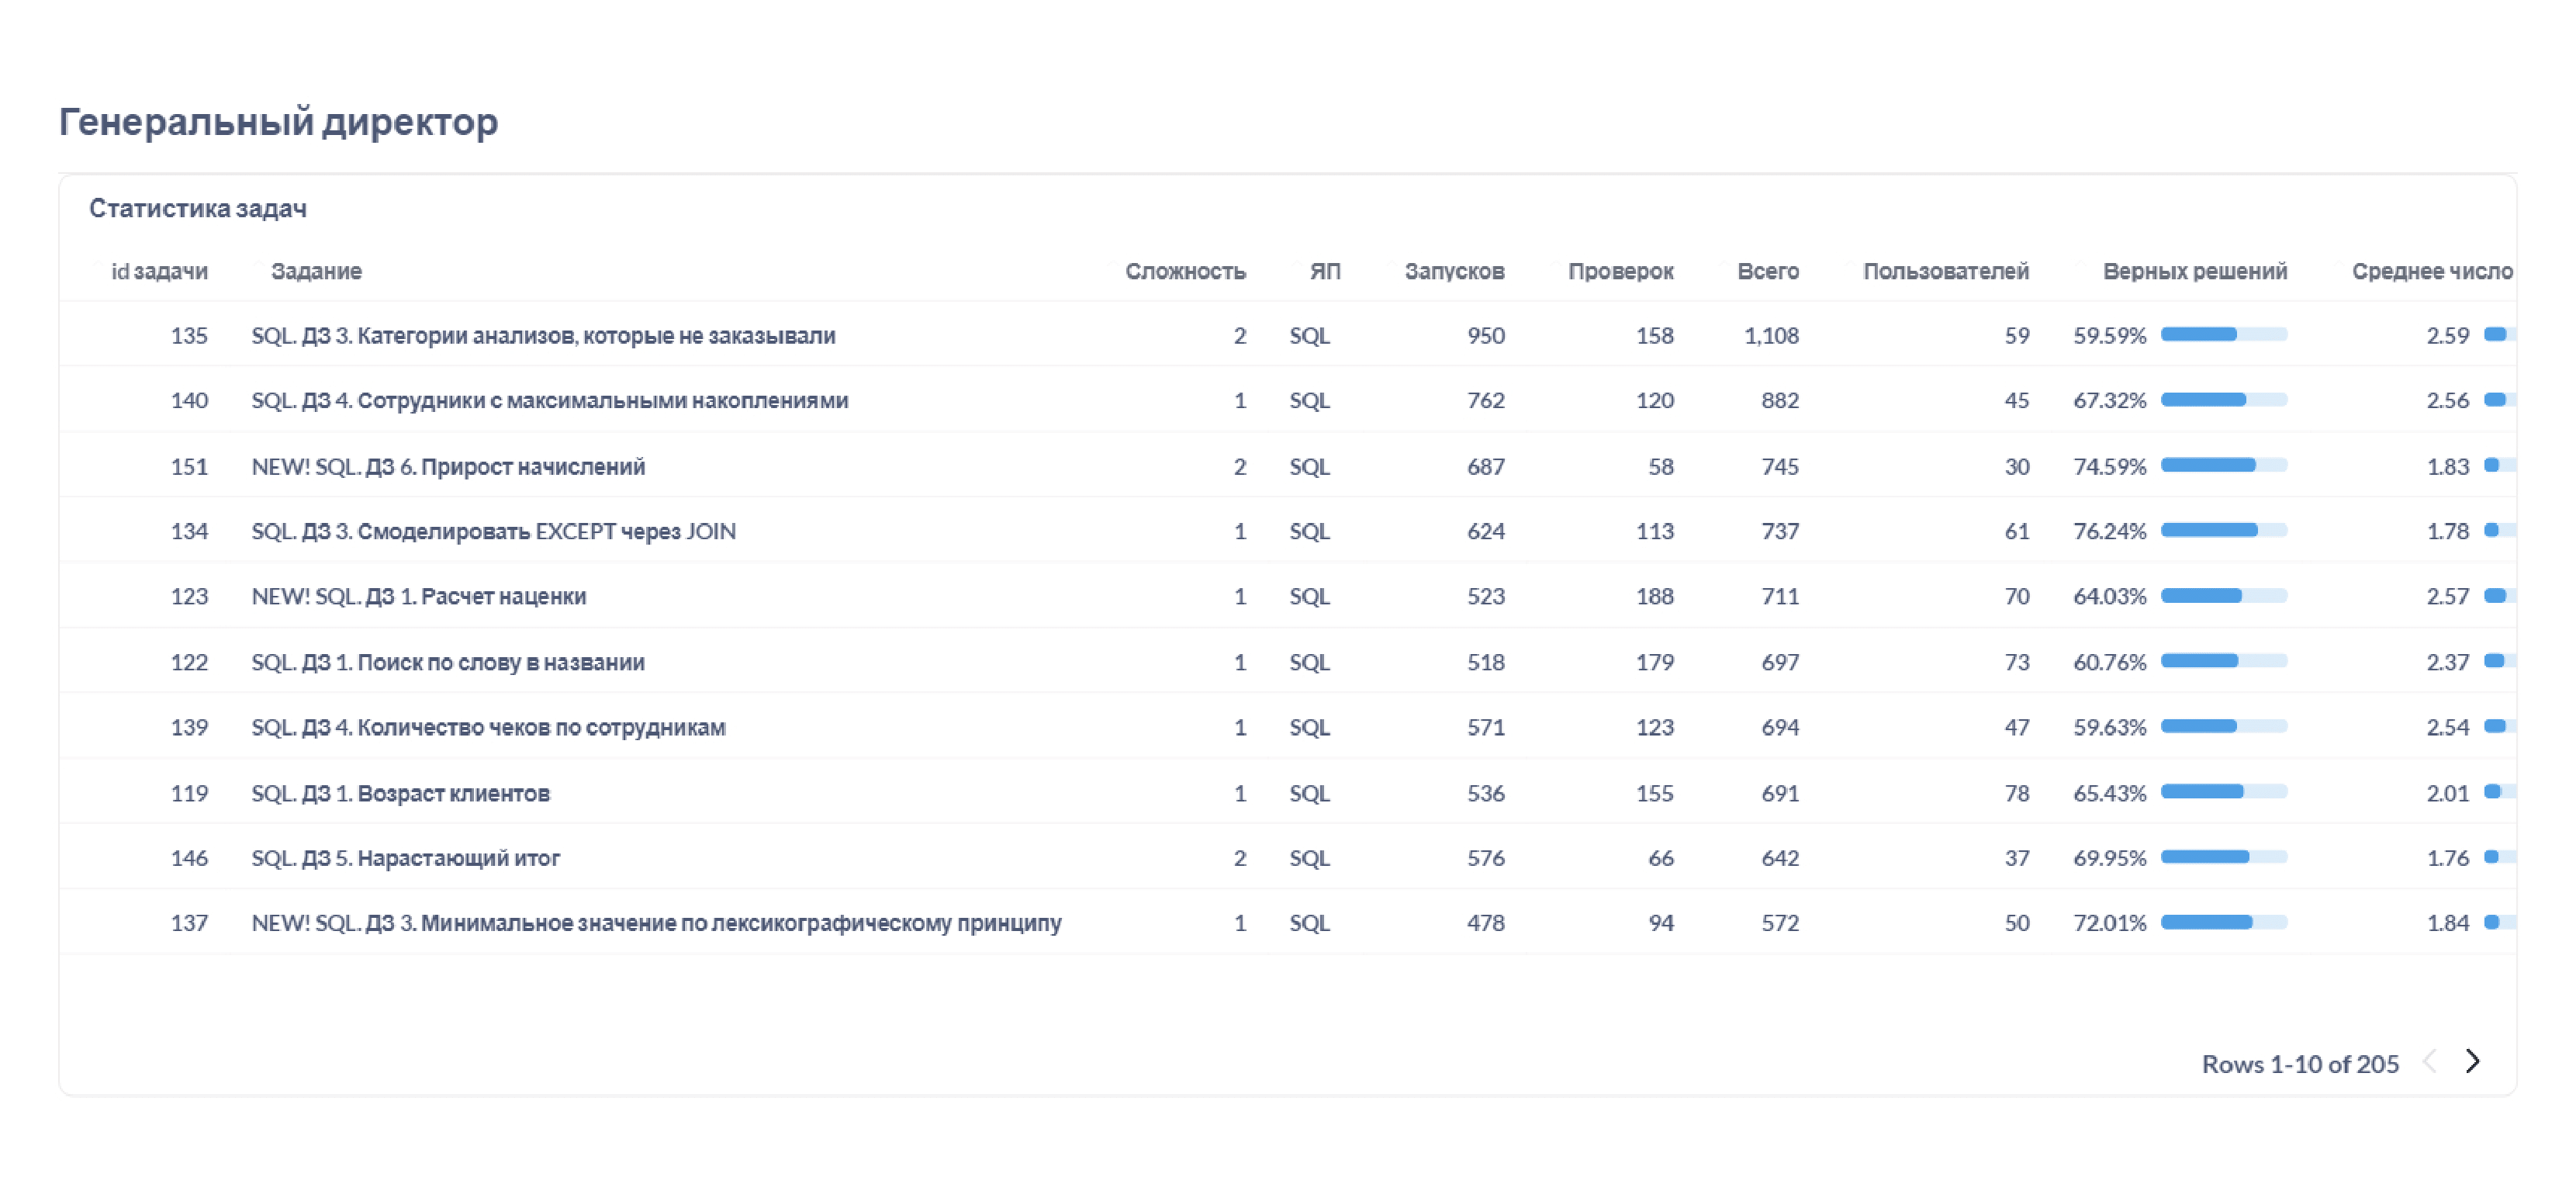 Генеральный директор
Статистика задач
id задачи Задание Сложность ЯП Запусков Проверок Всего Пользователей Верных решений Среднее число
135 SQL. ДЗ 3. Категории анализов, которые не заказывали 2 SQL 950 158 1,108 59 59.59% 2.59
140 SQL. ДЗ 4. Сотрудники с максимальными накоплениями 1 SQL 762 120 882 45 67.32% 2.56
151 NEW! SQL. ДЗ 6. Прирост начислений 2 SQL 687 58 745 30 74.59% 1.83
134 SQL. ДЗ 3. Смоделировать EXCEPT через JOIN 1 SQL 624 113 737 61 76.24% 1.78
123 NEW! SQL. ДЗ 1. Расчет наценки 1 SQL 523 188 711 70 64.03% 2.57
122 SQL. ДЗ 1. Поиск по слову в названии 1 SQL 518 179 697 73 60.76% 2.37
139 SQL. ДЗ 4. Количество чеков по сотрудникам 1 SQL 571 123 694 47 59.63% 2.54
119 SQL. ДЗ 1. Возраст клиентов 1 SQL 536 155 691 78 65.43% 2.01
146 SQL. ДЗ 5. Нарастающий итог 2 SQL 576 66 642 37 69.95% 1.76
137 NEW! SQL. ДЗ 3. Минимальное значение по лексикографическому принципу 1 SQL 478 94 572 50 72.01% 1.84
Rows 1-10 of 205